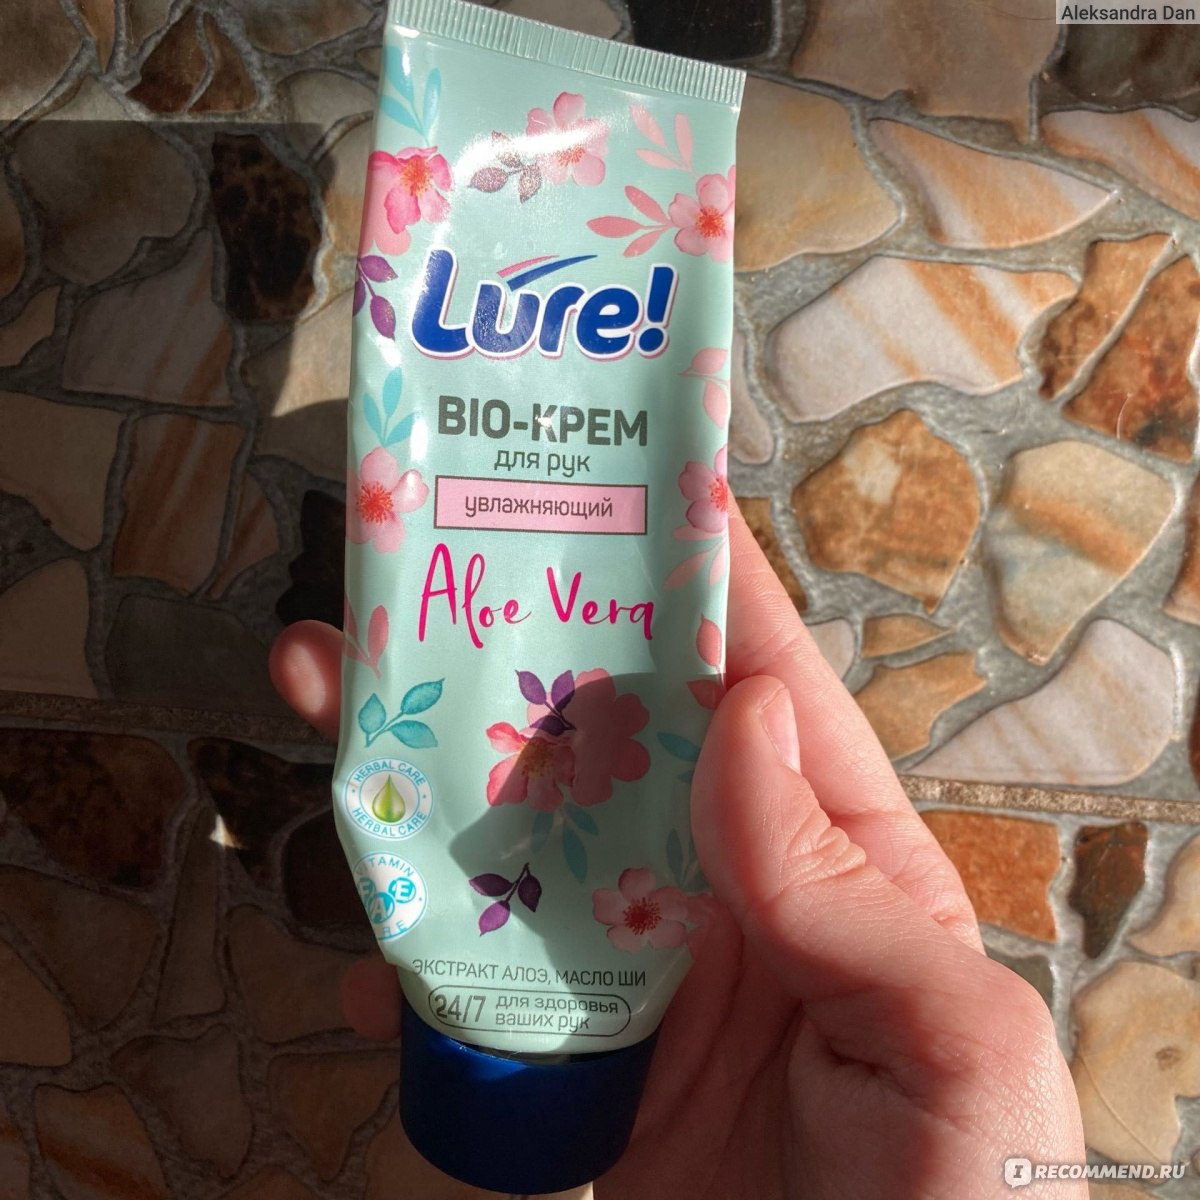 Aleksandra Dan
Lure!
BIO-КРЕМ
для рук
увлажняющий
Aloe Vera
HERBAL CARE
HERBAL CARE
VITAMIN
E
A
ЭКСТРАКТ АЛОЭ, МАСЛО ШИ
24/7 для здоровья
ваших рук
IRECOMMEND.RU